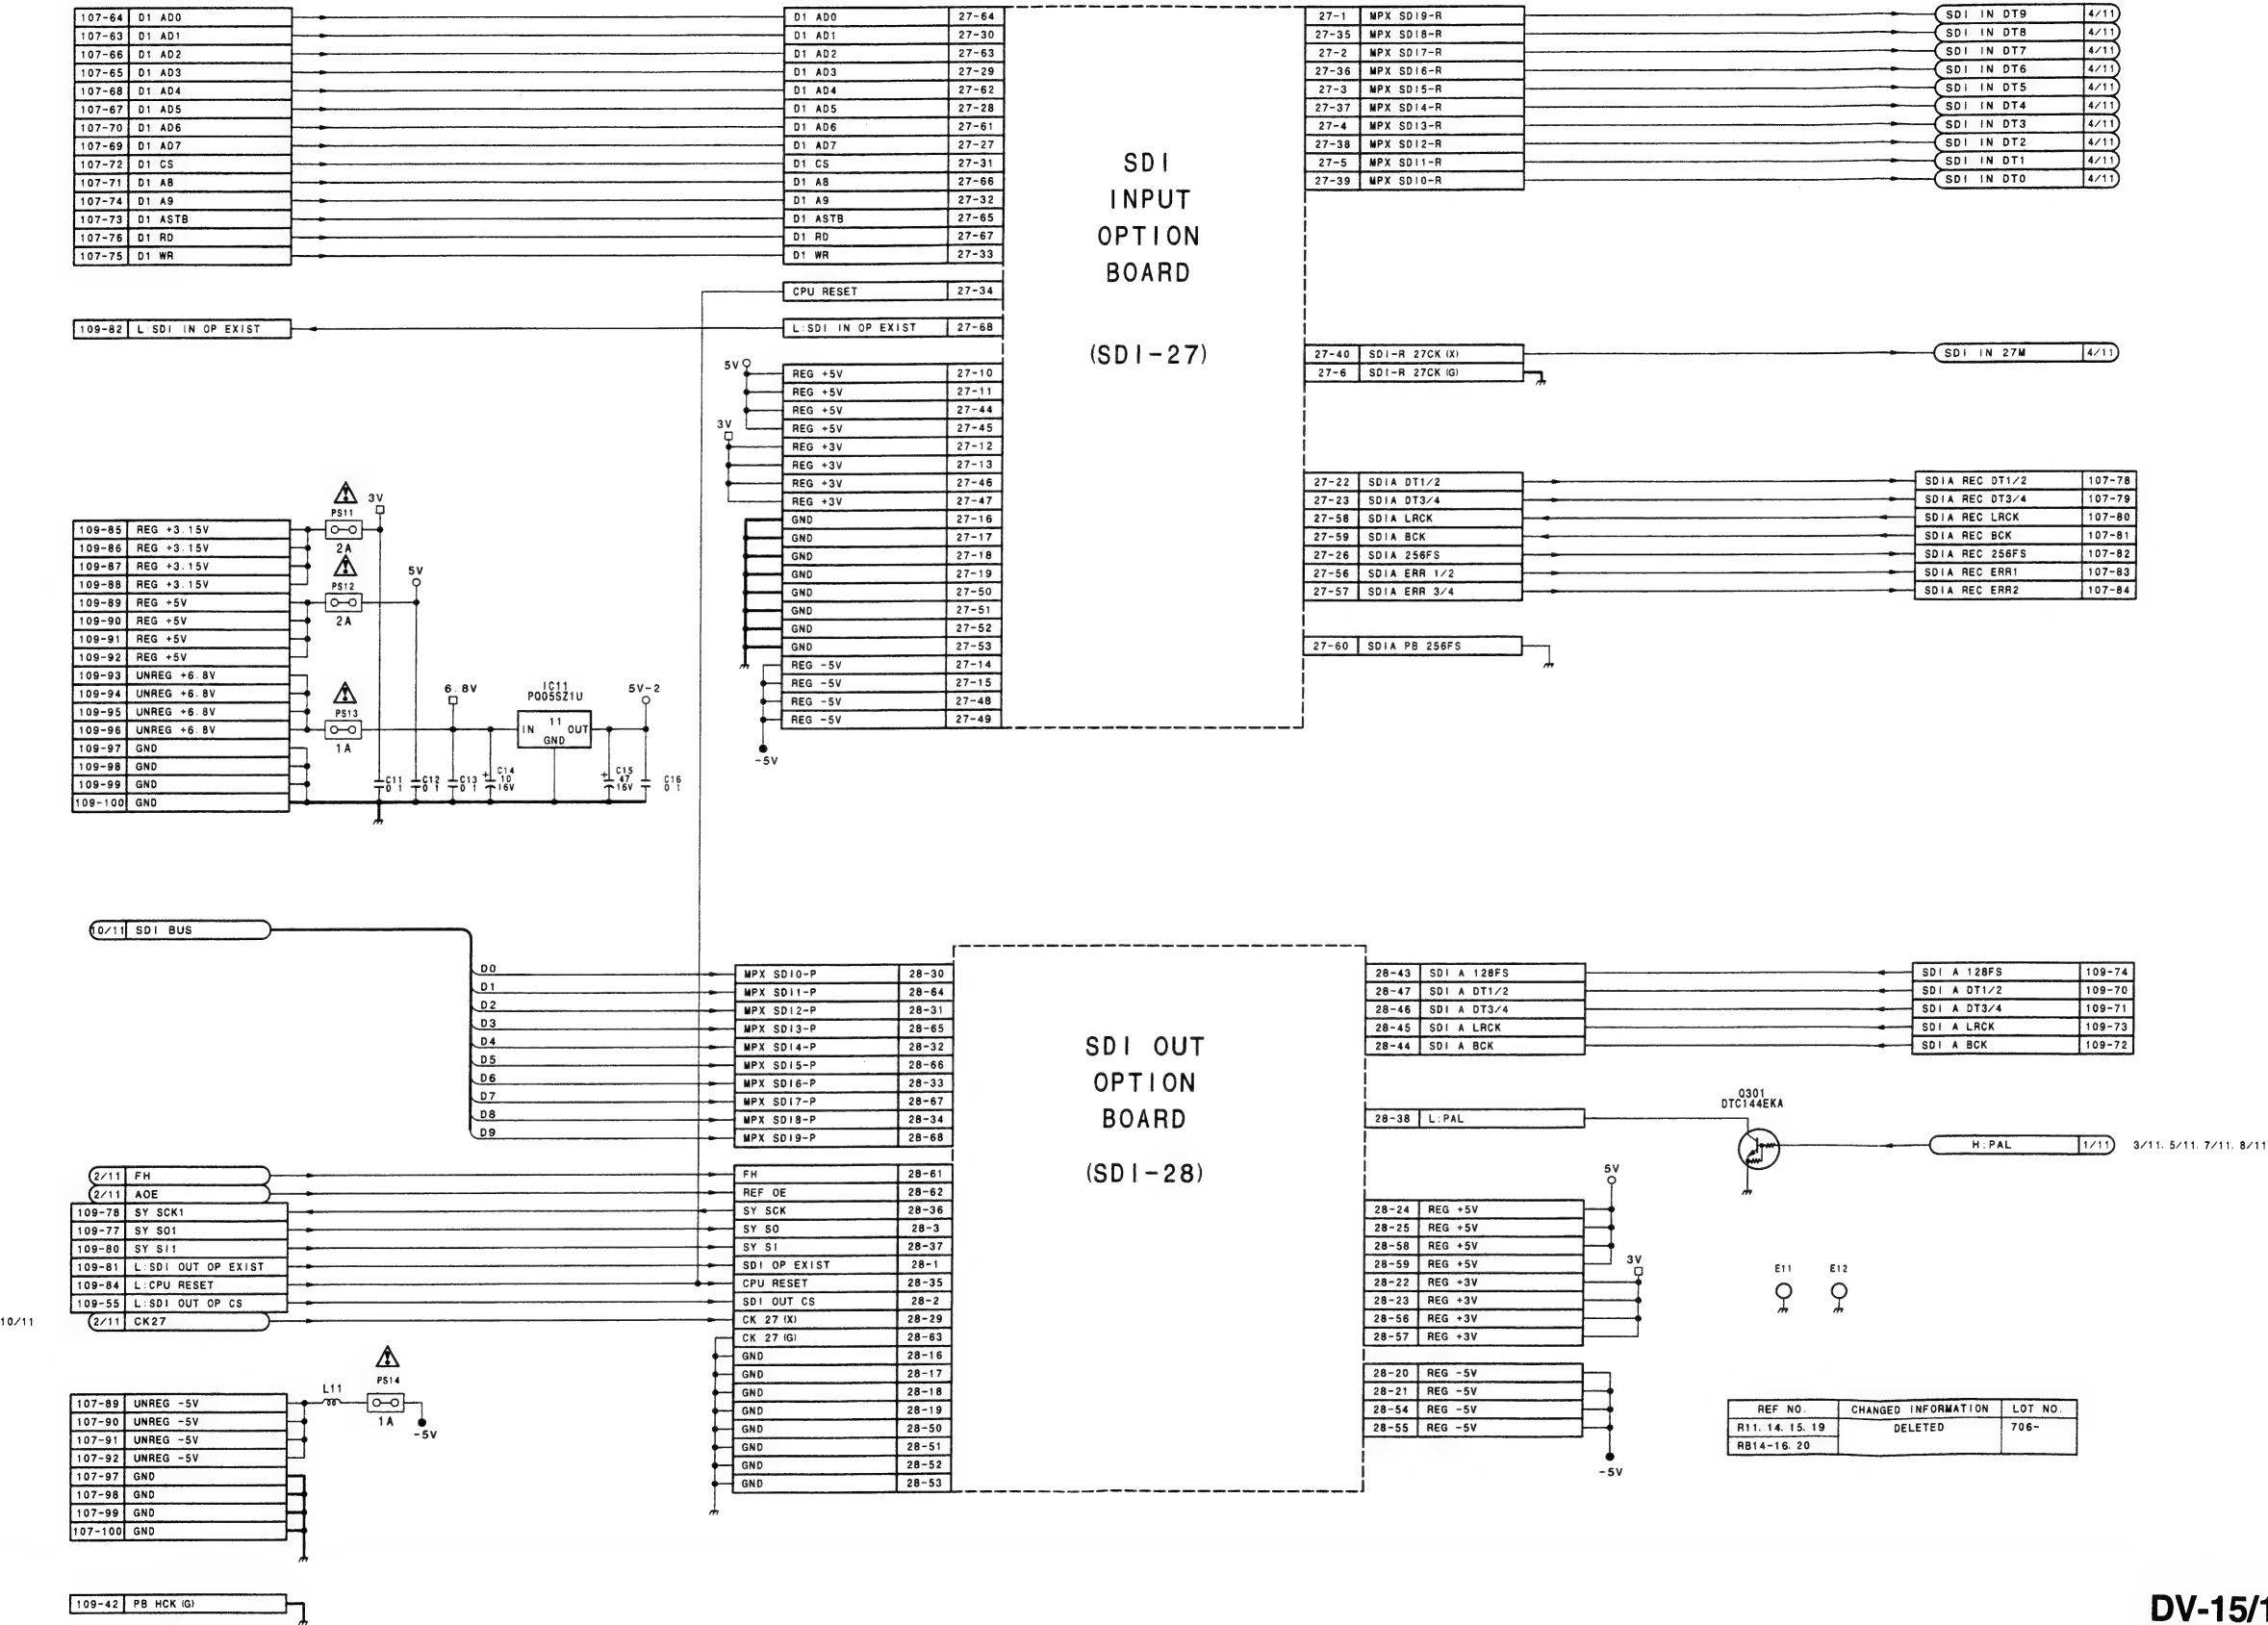 107-64 D1 AD0
107-63 D1 AD1
107-66 D1 AD2
107-65 D1 AD3
107-68 D1 AD4
107-67 D1 AD5
107-70 D1 AD6
107-69 D1 AD7
107-72 D1 CS
107-71 D1 A8
107-74 D1 A9
107-73 D1 ASTB
107-76 D1 RD
107-75 D1 WR
109-82 L:SDI IN OP EXIST
D1 AD0 27-64
D1 AD1 27-30
D1 AD2 27-63
D1 AD3 27-29
D1 AD4 27-62
D1 AD5 27-28
D1 AD6 27-61
D1 AD7 27-27
D1 CS 27-31
D1 A8 27-66
D1 A9 27-32
D1 ASTB 27-65
D1 RD 27-67
D1 WR 27-33
CPU RESET 27-34
L:SDI IN OP EXIST 27-68
5V
REG +5V 27-10
REG +5V 27-11
REG +5V 27-44
REG +5V 27-45
3V
REG +3V 27-12
REG +3V 27-13
REG +3V 27-46
REG +3V 27-47
GND 27-16
GND 27-17
GND 27-18
GND 27-19
GND 27-50
GND 27-51
GND 27-52
GND 27-53
REG -5V 27-14
REG -5V 27-15
REG -5V 27-48
REG -5V 27-49
-5V
SDI
INPUT
OPTION
BOARD
(SDI-27)
27-1 MPX SDI9-R
27-35 MPX SDI8-R
27-2 MPX SDI7-R
27-36 MPX SDI6-R
27-3 MPX SDI5-R
27-37 MPX SDI4-R
27-4 MPX SDI3-R
27-38 MPX SDI2-R
27-5 MPX SDI1-R
27-39 MPX SDI0-R
27-40 SDI-R 27CK (X)
27-6 SDI-R 27CK (G)
27-22 SDIA DT1/2
27-23 SDIA DT3/4
27-58 SDIA LRCK
27-59 SDIA BCK
27-26 SDIA 256FS
27-56 SDIA ERR 1/2
27-57 SDIA ERR 3/4
27-60 SDIA PB 256FS
SDI IN DT9 4/11
SDI IN DT8 4/11
SDI IN DT7 4/11
SDI IN DT6 4/11
SDI IN DT5 4/11
SDI IN DT4 4/11
SDI IN DT3 4/11
SDI IN DT2 4/11
SDI IN DT1 4/11
SDI IN DT0 4/11
SDI IN 27M 4/11
SDIA REC DT1/2 107-78
SDIA REC DT3/4 107-79
SDIA REC LRCK 107-80
SDIA REC BCK 107-81
SDIA REC 256FS 107-82
SDIA REC ERR1 107-83
SDIA REC ERR2 107-84
109-85 REG +3.15V
109-86 REG +3.15V
109-87 REG +3.15V
109-88 REG +3.15V
109-89 REG +5V
109-90 REG +5V
109-91 REG +5V
109-92 REG +5V
109-93 UNREG +6.8V
109-94 UNREG +6.8V
109-95 UNREG +6.8V
109-96 UNREG +6.8V
109-97 GND
109-98 GND
109-99 GND
109-100 GND
PS11
2A
3V
PS12
2A
5V
PS13
1A
6.8V
IC11
PQ05SZ1U
11
IN OUT
GND
5V-2
C11
0.1
C12
0.1
C13
0.1
+ C14
10
16V
+ C15
47
16V
C16
0.1
10/11 SDI BUS
D0
D1
D2
D3
D4
D5
D6
D7
D8
D9
MPX SDI0-P 28-30
MPX SDI1-P 28-64
MPX SDI2-P 28-31
MPX SDI3-P 28-65
MPX SDI4-P 28-32
MPX SDI5-P 28-66
MPX SDI6-P 28-33
MPX SDI7-P 28-67
MPX SDI8-P 28-34
MPX SDI9-P 28-68
2/11 FH
2/11 AOE
109-78 SY SCK1
109-77 SY SO1
109-80 SY SI1
109-81 L:SDI OUT OP EXIST
109-84 L:CPU RESET
109-55 L:SDI OUT OP CS
10/11
2/11 CK27
FH 28-61
REF OE 28-62
SY SCK 28-36
SY SO 28-3
SY SI 28-37
SDI OP EXIST 28-1
CPU RESET 28-35
SDI OUT CS 28-2
CK 27 (X) 28-29
CK 27 (G) 28-63
GND 28-16
GND 28-17
GND 28-18
GND 28-19
GND 28-50
GND 28-51
GND 28-52
GND 28-53
SDI OUT
OPTION
BOARD
(SDI-28)
28-43 SDI A 128FS
28-47 SDI A DT1/2
28-46 SDI A DT3/4
28-45 SDI A LRCK
28-44 SDI A BCK
28-38 L:PAL
SDI A 128FS 109-74
SDI A DT1/2 109-70
SDI A DT3/4 109-71
SDI A LRCK 109-73
SDI A BCK 109-72
Q301
DTC144EKA
H:PAL 1/11
3/11. 5/11. 7/11. 8/11
5V
28-24 REG +5V
28-25 REG +5V
28-58 REG +5V
28-59 REG +5V
3V
28-22 REG +3V
28-23 REG +3V
28-56 REG +3V
28-57 REG +3V
28-20 REG -5V
28-21 REG -5V
28-54 REG -5V
28-55 REG -5V
-5V
E11
E12
107-89 UNREG -5V
107-90 UNREG -5V
107-91 UNREG -5V
107-92 UNREG -5V
107-97 GND
107-98 GND
107-99 GND
107-100 GND
L11
PS14
1A
-5V
109-42 PB HCK (G)
REF NO. CHANGED INFORMATION LOT NO.
R11. 14. 15. 19 DELETED 706-
RB14-16. 20
DV-15/1